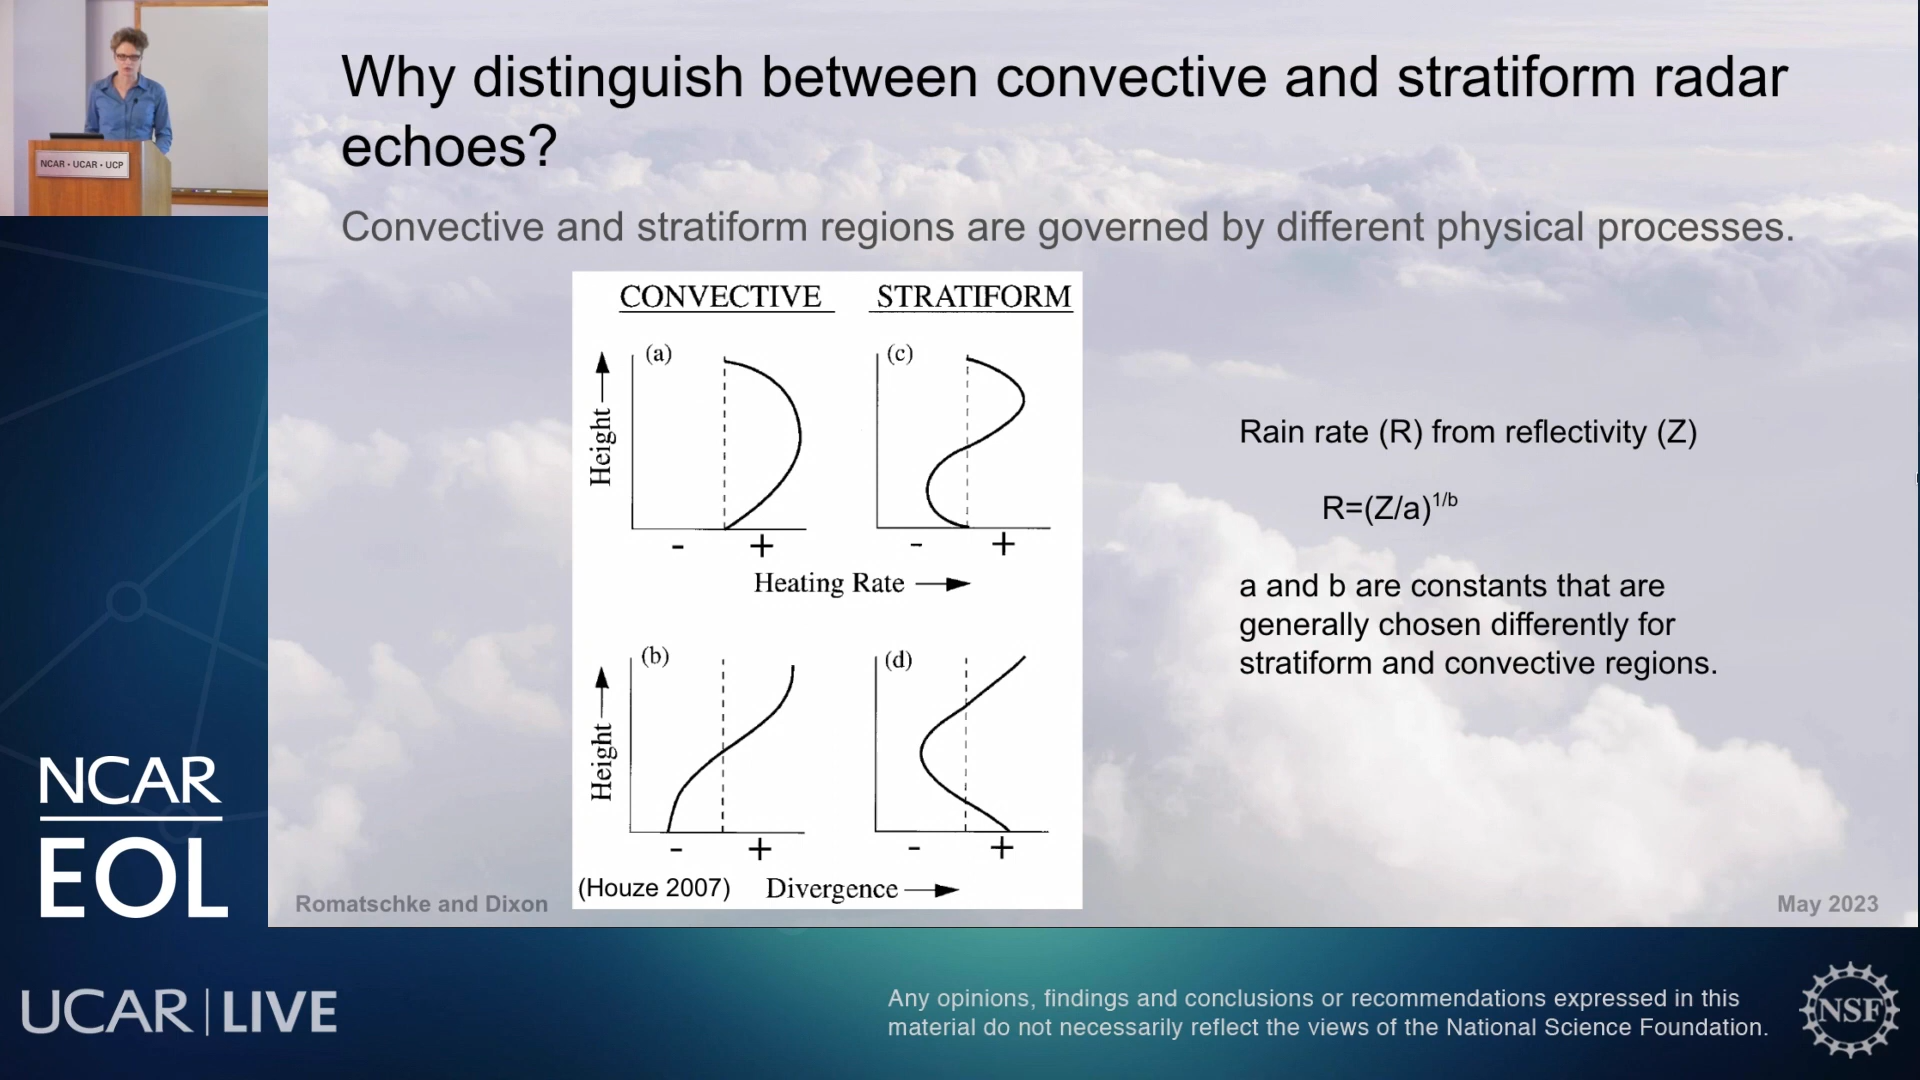 NCAR • UCAR • UCP
Why distinguish between convective and stratiform radar
echoes?
Convective and stratiform regions are governed by different physical processes.
CONVECTIVE
STRATIFORM
(a)
(c)
Height
- +
- +
Heating Rate
(b)
(d)
Height
- +
- +
(Houze 2007)
Divergence
Rain rate (R) from reflectivity (Z)
R=(Z/a)1/b
a and b are constants that are
generally chosen differently for
stratiform and convective regions.
Romatschke and Dixon
May 2023
NCAR
EOL
UCAR | LIVE
Any opinions, findings and conclusions or recommendations expressed in this
material do not necessarily reflect the views of the National Science Foundation.
NSF